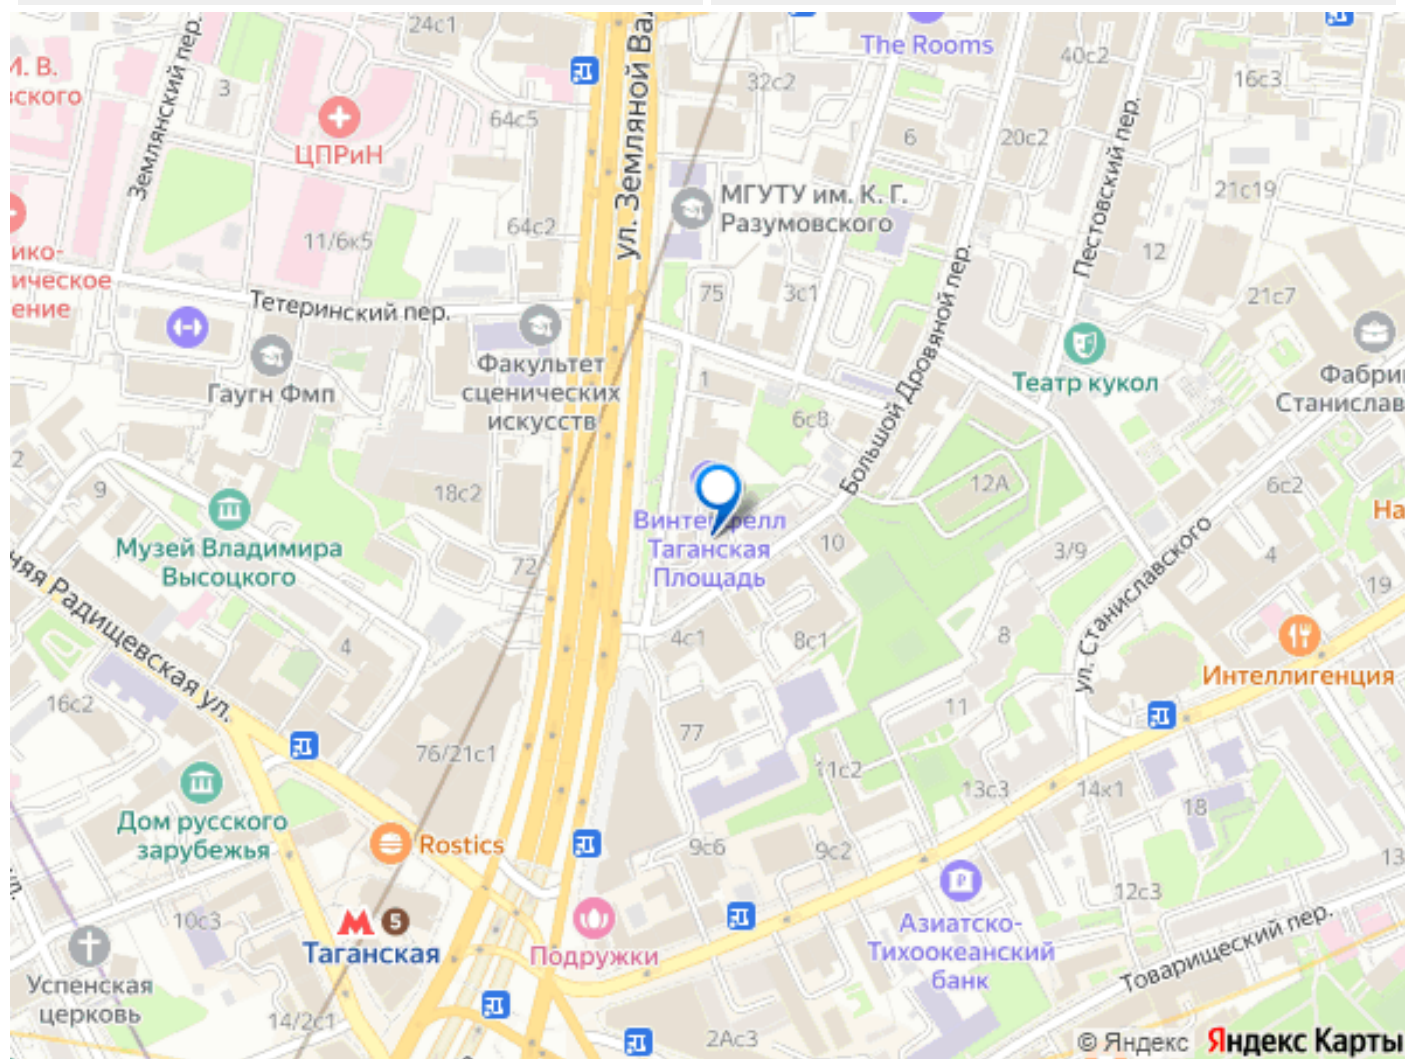 24с1
ул. Земляной Вал
The Rooms
40с2
И. В.
ского
3
32с2
16с3
Землянский пер.
64с5
ЦПРиН
6
20с2
Пестовский пер.
МГУТУ им. К. Г.
Разумовского
21с19
64с2
11/6к5
12
ико-
ическое
ение
Тетеринский пер.
75
3с1
21с7
Факультет
сценических
искусств
Гаугн Фмп
1
Театр кукол
Фабри
Станислав
6с8
Большой Дровяной пер.
2
9
18с2
12А
6с2
На
Музей Владимира
Высоцкого
Винтерфелл
Таганская
Площадь
10
3/9
4
72
19
няя Радищевская ул.
4
4с1
8с1
8
ул. Станиславского
Интеллигенция
16с2
77
11
76/21с1
11с2
13с3
14к1
18
Дом русского
зарубежья
Rostics
9с6
9с2
13
ул.
12с3
10с3
М 5
Таганская
Подружки
Азиатско-
Тихоокеанский
банк
Товарищеский пер.
Успенская
церковь
14/2с1
2Ас3
© Яндекс Яндекс Карты